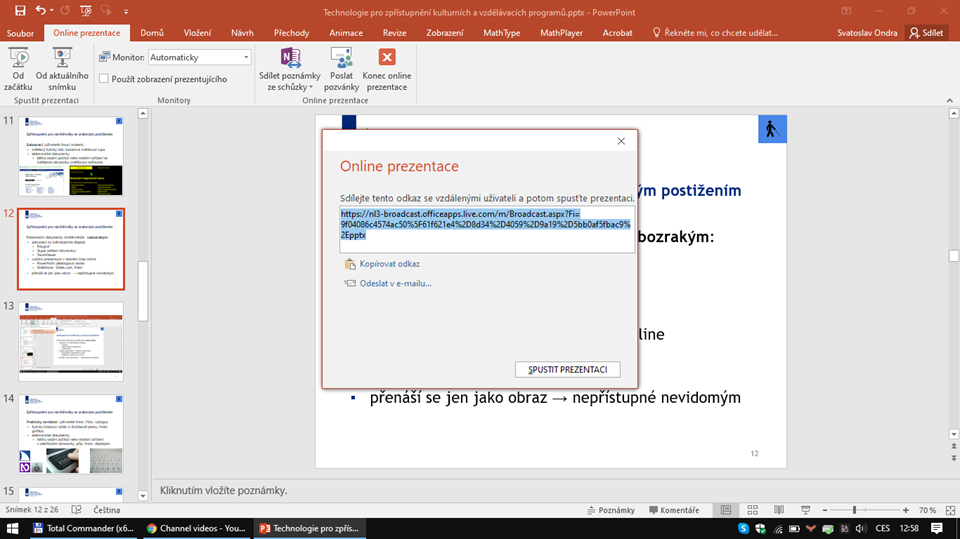 Technologie pro zpřístupnění kulturních a vzdělávacích programů.pptx - PowerPoint
Soubor Online prezentace Domů Vložení Návrh Přechody Animace Revize Zobrazení MathType MathPlayer Acrobat Řekněte mi, co chcete udělat... Svatoslav Ondra Sdílet
Od začátku
Od aktuálního snímku
Spustit prezentaci
Monitor: Automaticky
Použít zobrazení prezentujícího
Monitory
Sdílet poznámky ze schůzky
Poslat pozvánky
Konec online prezentace
Online prezentace
11
12
13
14
15
Online prezentace
Sdílejte tento odkaz se vzdálenými uživateli a potom spusťte prezentaci.
https://nl3-broadcast.officeapps.live.com/m/Broadcast.aspx?Fi=
9f04086c4574ac50%5F61f621e4%2D8d34%2D4059%2D9a19%2D5bb0af5fbac9%
2Epptx
Kopírovat odkaz
Odeslat v e-mailu...
SPUSTIT PREZENTACI
ým postižením
bozrakým:
line
přenáší se jen jako obraz → nepřístupné nevidomým
12
Kliknutím vložíte poznámky.
Snímek 12 z 26 Čeština Poznámky Komentáře 70 %
Total Commander (x6... Channel videos - You... Technologie pro zpřís... CES 12:58